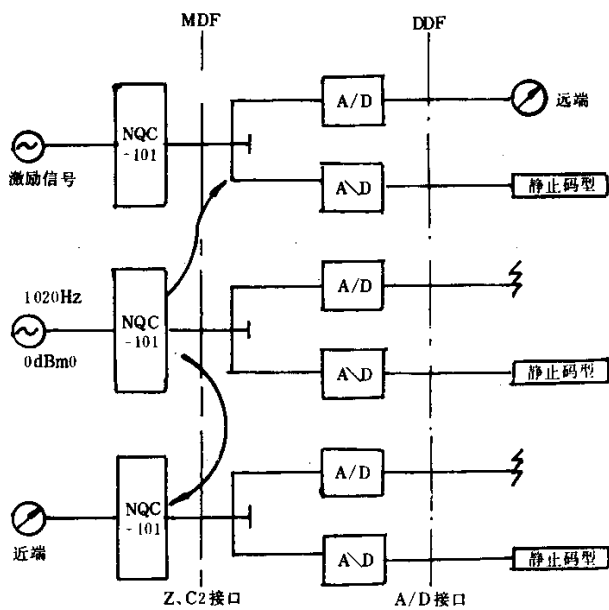 MDF
DDF
NQC
-101
A/D
远端
激励信号
A\D
静止码型
1020Hz
0dBm0
NQC
-101
A/D
A\D
静止码型
NQC
-101
A/D
近端
A\D
静止码型
Z、C2接口
A/D接口